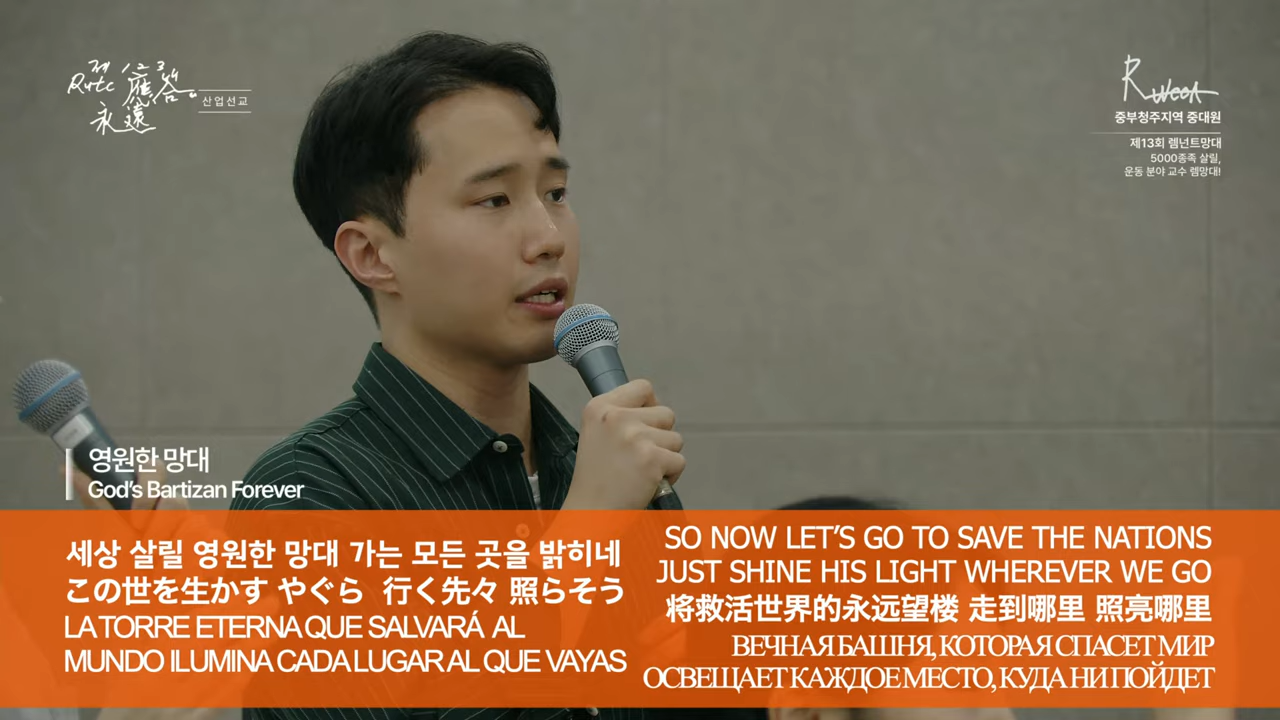 응답
應答
永遠
산업선교
R WEEK
중부청주지역 중대원
제13회 렘넌트망대
5000종족 살릴,
운동 분야 교수 렘망대!
영원한 망대
God's Bartizan Forever
세상 살릴 영원한 망대 가는 모든 곳을 밝히네
この世を生かす やぐら 行く先々 照らそう
LA TORRE ETERNA QUE SALVARÁ AL
MUNDO ILUMINA CADA LUGAR AL QUE VAYAS
SO NOW LET'S GO TO SAVE THE NATIONS
JUST SHINE HIS LIGHT WHEREVER WE GO
将救活世界的永远望楼 走到哪里 照亮哪里
ВЕЧНАЯ БАШНЯ, КОТОРАЯ СПАСЕТ МИР
ОСВЕЩАЕТ КАЖДОЕ МЕСТО, КУДА НИ ПОЙДЕТ